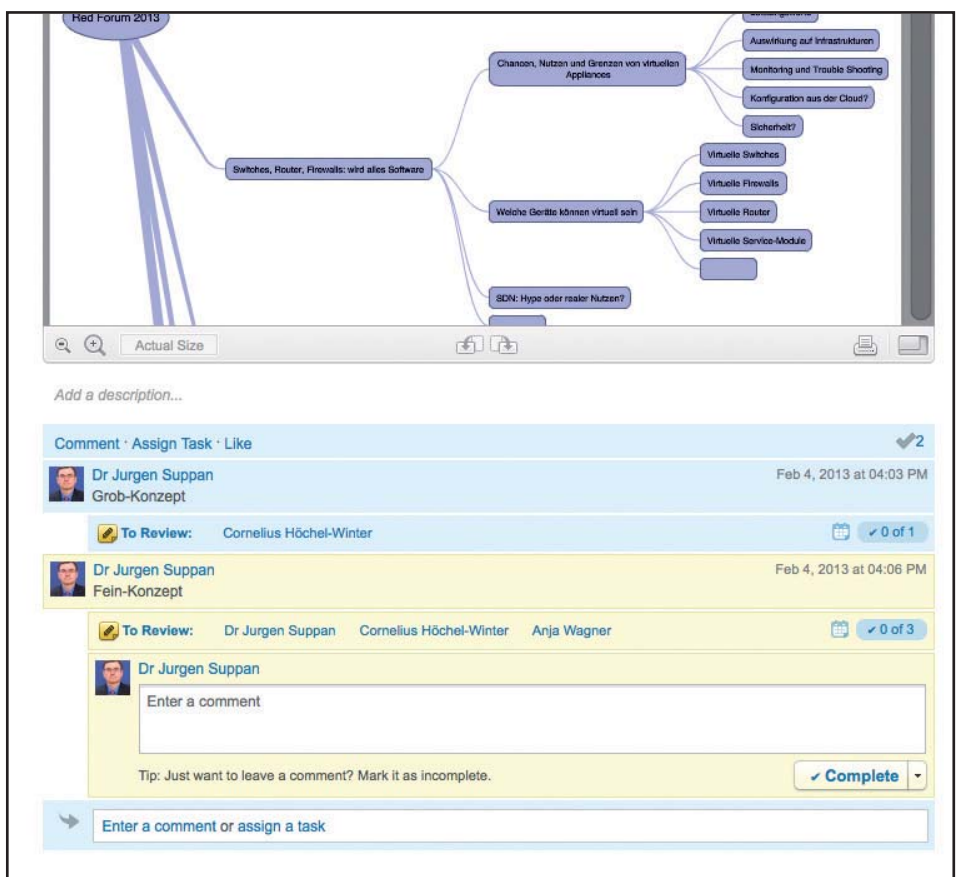 Red Forum 2013
Auswirkung auf Infrastrukturen
Chancen, Nutzen und Grenzen von virtuellen
Appliances
Monitoring und Trouble Shooting
Konfiguration aus der Cloud?
Sicherheit?
Switches, Router, Firewalls: wird alles Software
Virtuelle Switches
Virtuelle Firewalls
Welche Geräte können virtuell sein
Virtuelle Router
Virtuelle Service-Module
SDN: Hype oder realer Nutzen?
Actual Size
Add a description...
Comment · Assign Task · Like 2
Dr Jurgen Suppan Feb 4, 2013 at 04:03 PM
Grob-Konzept
To Review: Cornelius Höchel-Winter 0 of 1
Dr Jurgen Suppan Feb 4, 2013 at 04:06 PM
Fein-Konzept
To Review: Dr Jurgen Suppan Cornelius Höchel-Winter Anja Wagner 0 of 3
Dr Jurgen Suppan
Enter a comment
Tip: Just want to leave a comment? Mark it as incomplete.
Complete
Enter a comment or assign a task